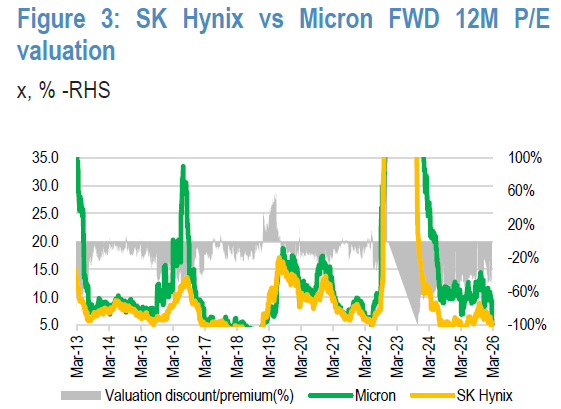 Figure 3: SK Hynix vs Micron FWD 12M P/E
valuation
x, % -RHS
35.0
30.0
25.0
20.0
15.0
10.0
5.0
100%
60%
20%
-20%
-60%
-100%
Mar-13
Mar-14
Mar-15
Mar-16
Mar-17
Mar-18
Mar-19
Mar-20
Mar-21
Mar-22
Mar-23
Mar-24
Mar-25
Mar-26
Valuation discount/premium(%) Micron SK Hynix